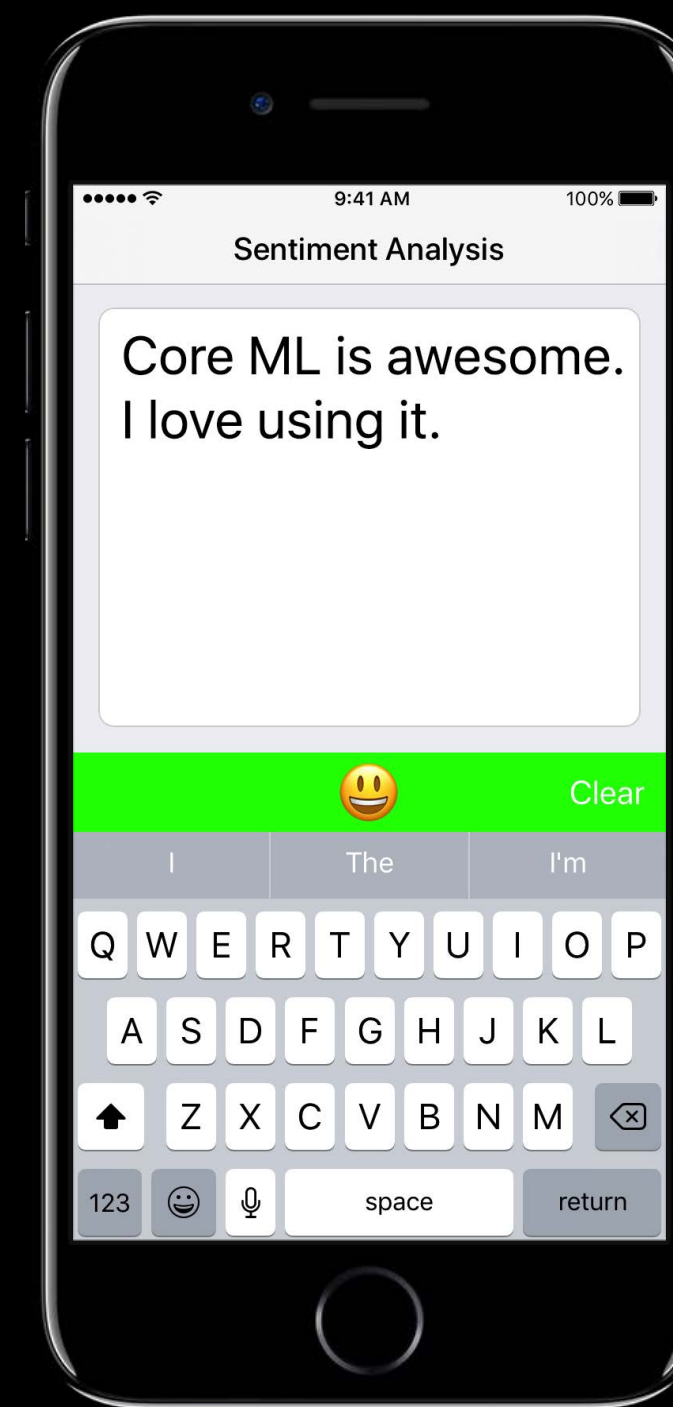 9:41 AM 100%
Sentiment Analysis
Core ML is awesome.
I love using it.
Clear
I The I'm
Q W E R T Y U I O P
A S D F G H J K L
Z X C V B N M
123 space return